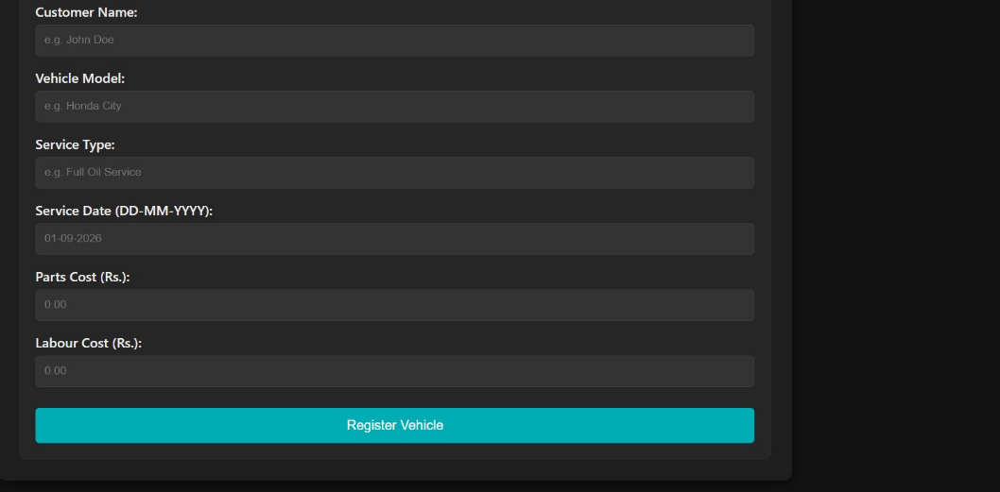 Customer Name:
e.g. John Doe
Vehicle Model:
e.g. Honda City
Service Type:
e.g. Full Oil Service
Service Date (DD-MM-YYYY):
01-09-2026
Parts Cost (Rs.):
0.00
Labour Cost (Rs.):
0.00
Register Vehicle